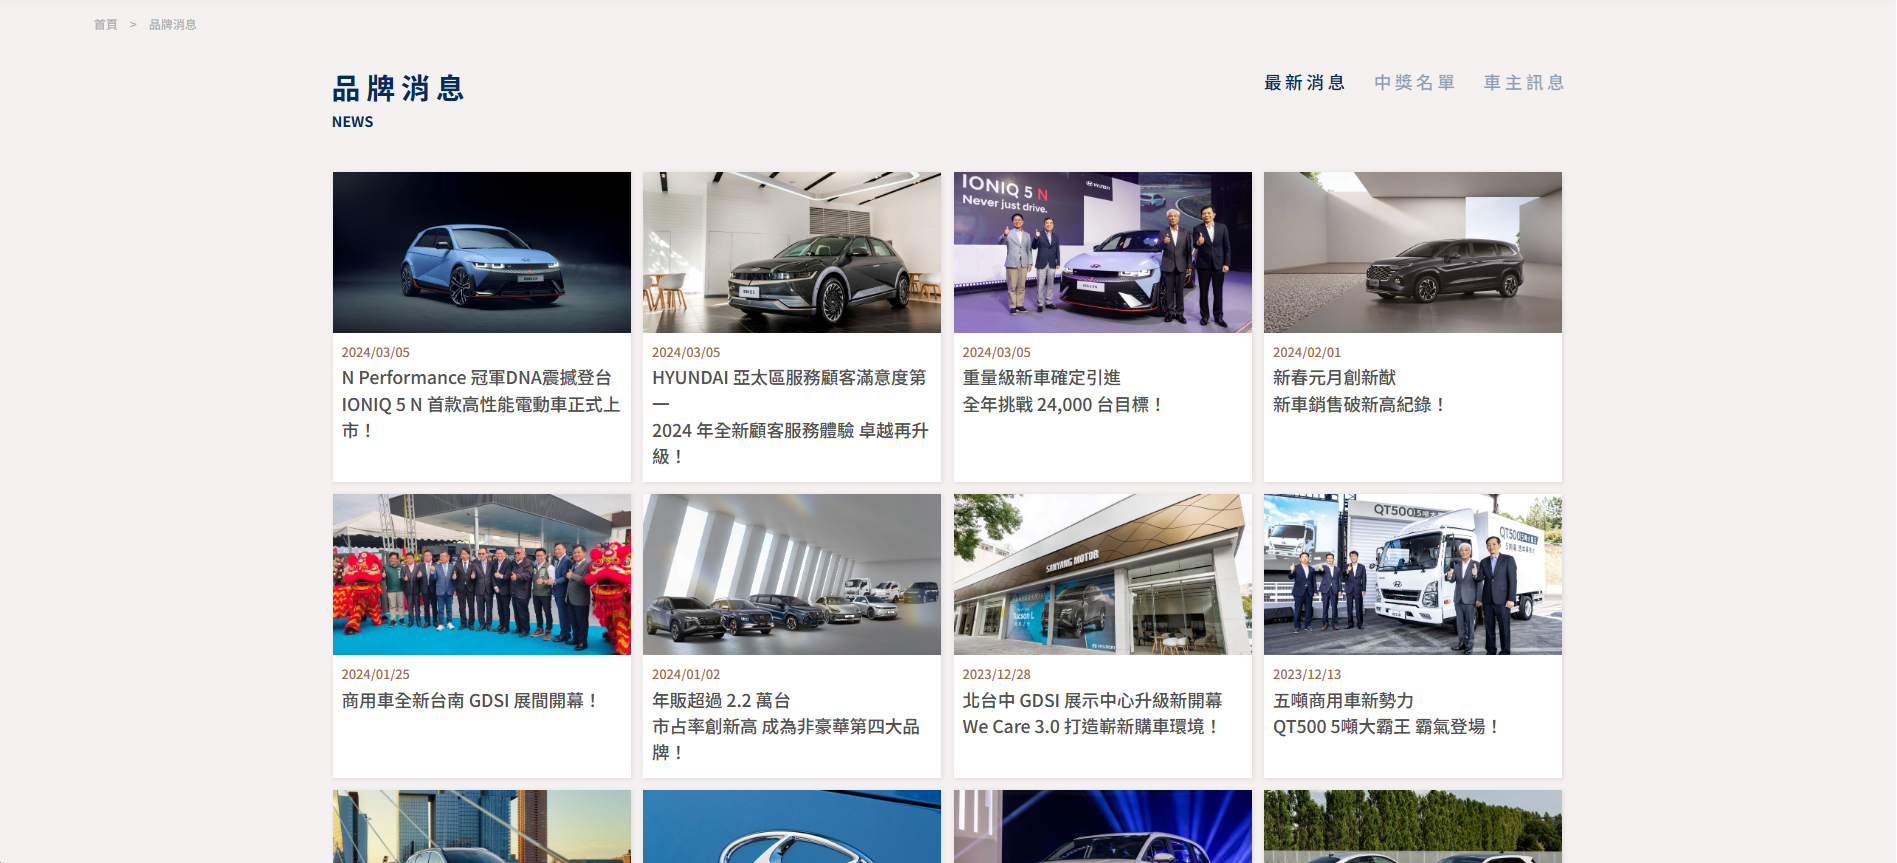 首頁 > 品牌消息
品牌消息
NEWS
最新消息 中獎名單 車主訊息
IONIQ 5 N
Never just drive.
HYUNDAI
2024/03/05
N Performance 冠軍DNA震撼登台
IONIQ 5 N 首款高性能電動車正式上
市！
2024/03/05
HYUNDAI 亞太區服務顧客滿意度第
一
2024 年全新顧客服務體驗 卓越再升
級！
2024/03/05
重量級新車確定引進
全年挑戰 24,000 台目標！
2024/02/01
新春元月創新猷
新車銷售破新高紀錄！
SANYANG MOTOR
Tucson L
QT500
QT500
2024/01/25
商用車全新台南 GDSI 展間開幕！
2024/01/02
年販超過 2.2 萬台
市占率創新高 成為非豪華第四大品
牌！
2023/12/28
北台中 GDSI 展示中心升級新開幕
We Care 3.0 打造嶄新購車環境！
2023/12/13
五噸商用車新勢力
QT500 5噸大霸王 霸氣登場！